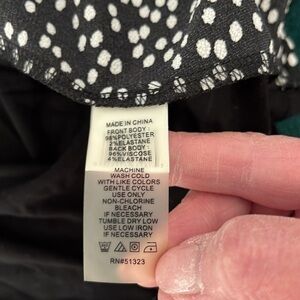 MADE IN CHINA
FRONT BODY :
98%POLYESTER
2%ELASTANE
BACK BODY :
96%VISCOSE
4%ELASTANE
MACHINE
WASH COLD
WITH LIKE COLORS
GENTLE CYCLE
USE ONLY
NON-CHLORINE
BLEACH
IF NECESSARY
TUMBLE DRY LOW
USE LOW IRON
IF NECESSARY
RN#51323